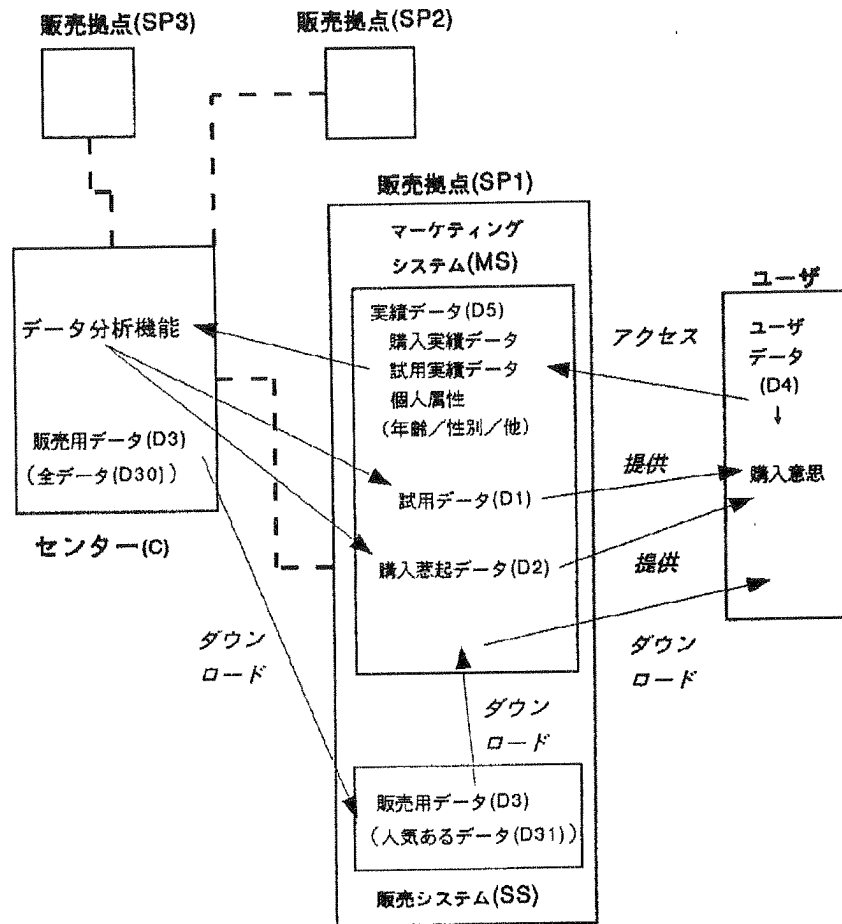 販売拠点(SP3)
販売拠点(SP2)
販売拠点(SP1)
マーケティング
システム(MS)
実績データ(D5)
購入実績データ
試用実績データ
個人属性
(年齢／性別／他)
試用データ(D1)
購入惹起データ(D2)
データ分析機能
販売用データ(D3)
(全データ(D30))
センター(C)
アクセス
提供
提供
ダウン
ロード
ダウン
ロード
ダウン
ロード
ユーザ
ユーザ
データ
(D4)
↓
購入意思
販売用データ(D3)
(人気あるデータ(D31))
販売システム(SS)